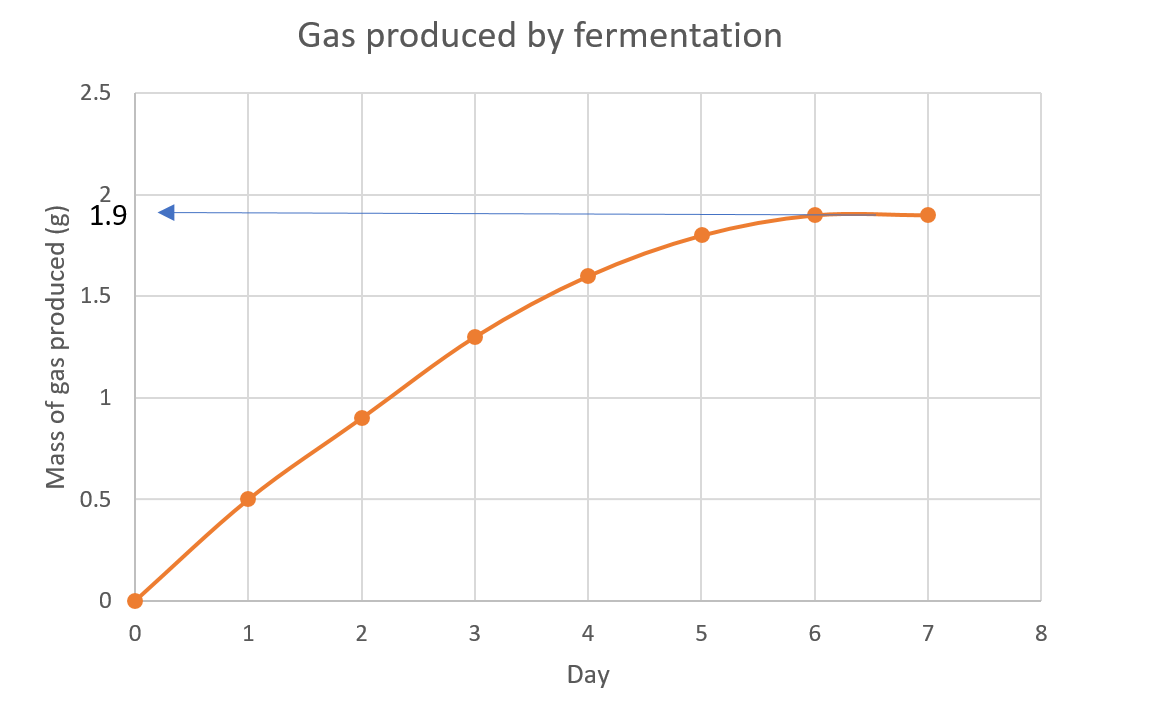 Gas produced by fermentation
2.5
2
1.9
1.5
1
0.5
0
Mass of gas produced (g)
0 1 2 3 4 5 6 7 8
Day